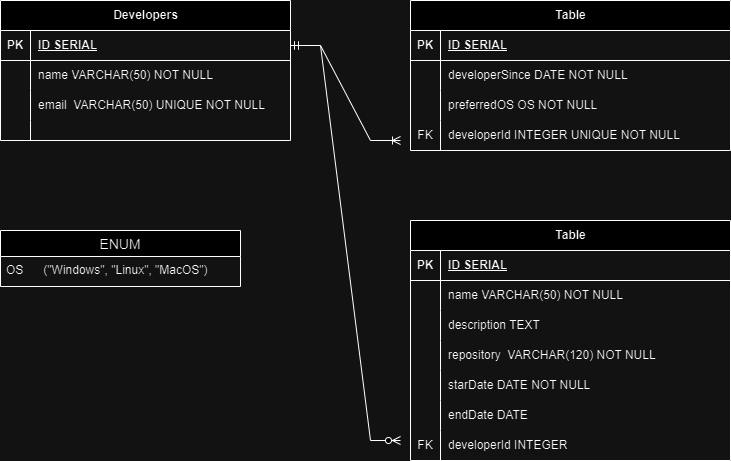 Developers
PK ID SERIAL
name VARCHAR(50) NOT NULL
email VARCHAR(50) UNIQUE NOT NULL
Table
PK ID SERIAL
developerSince DATE NOT NULL
preferredOS OS NOT NULL
FK developerId INTEGER UNIQUE NOT NULL
ENUM
OS ("Windows", "Linux", "MacOS")
Table
PK ID SERIAL
name VARCHAR(50) NOT NULL
description TEXT
repository VARCHAR(120) NOT NULL
starDate DATE NOT NULL
endDate DATE
FK developerId INTEGER